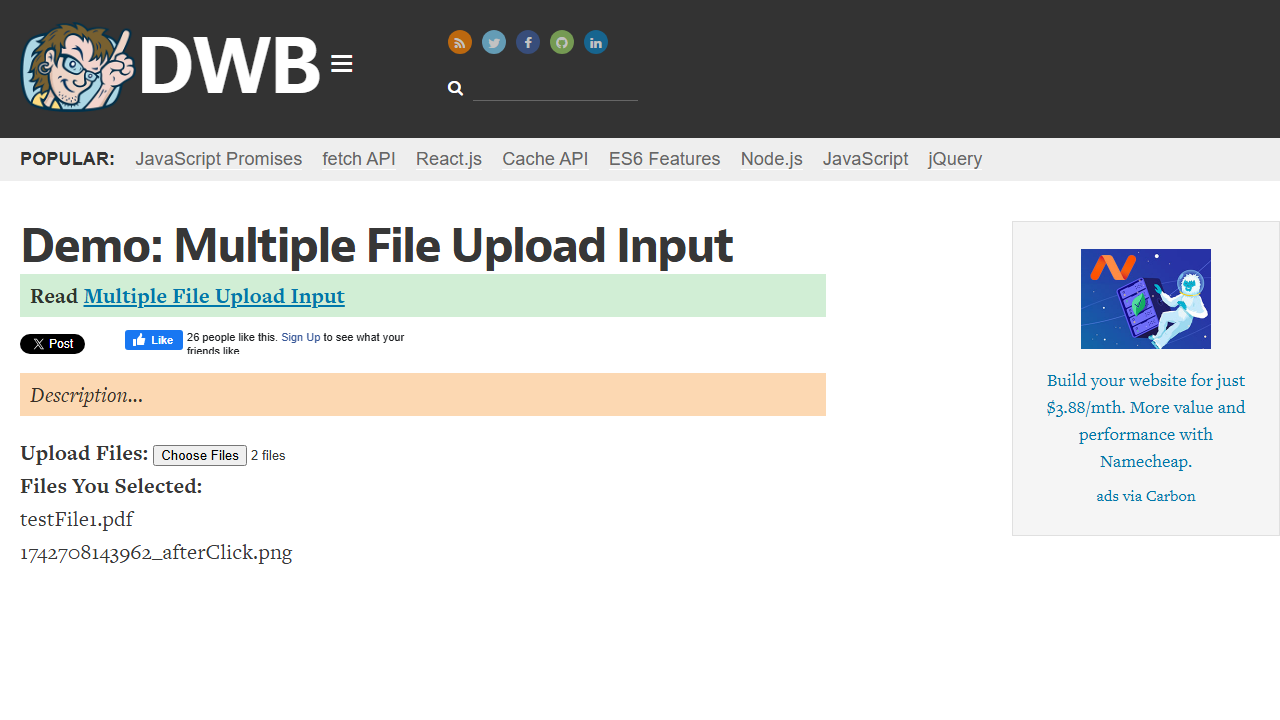 DWB
POPULAR: JavaScript Promises fetch API React.js Cache API ES6 Features Node.js JavaScript jQuery
Demo: Multiple File Upload Input
Read Multiple File Upload Input
Post
Like
26 people like this. Sign Up to see what your
friends like.
Description...
Upload Files: Choose Files 2 files
Files You Selected:
testFile1.pdf
1742708143962_afterClick.png
Build your website for just
$3.88/mth. More value and
performance with
Namecheap.
ads via Carbon